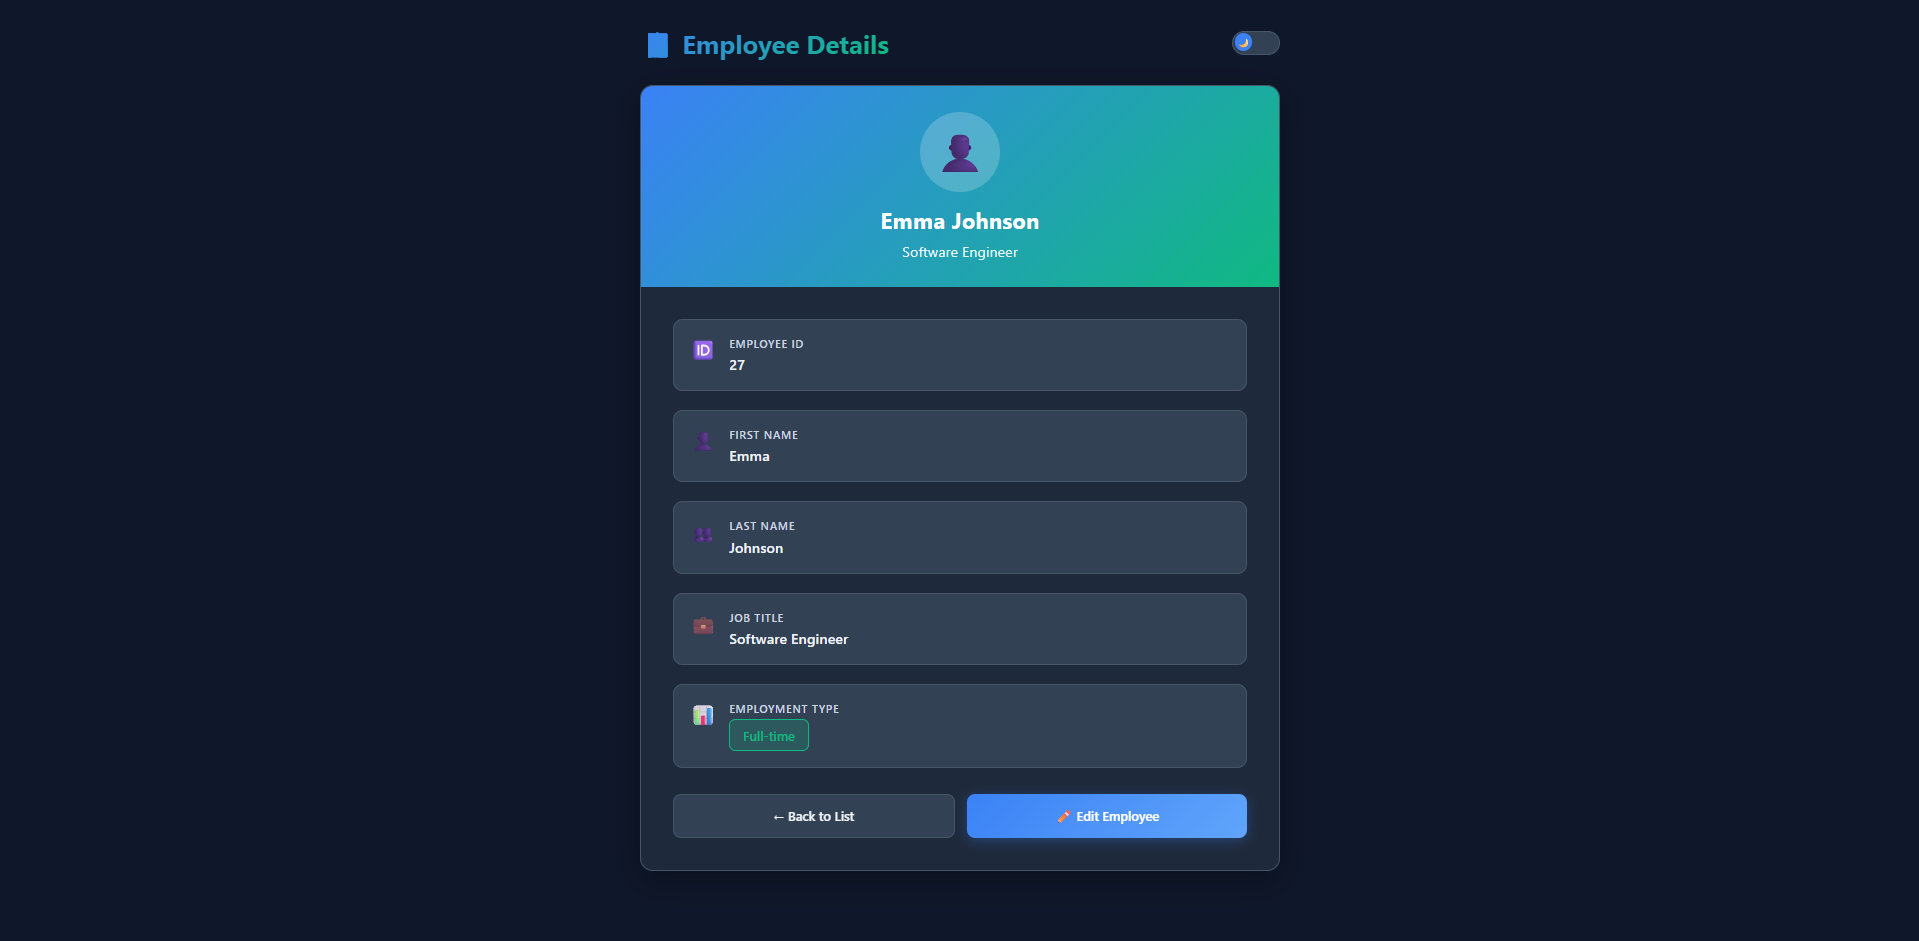 Employee Details
Emma Johnson
Software Engineer
ID
EMPLOYEE ID
27
FIRST NAME
Emma
LAST NAME
Johnson
JOB TITLE
Software Engineer
EMPLOYMENT TYPE
Full-time
← Back to List
Edit Employee